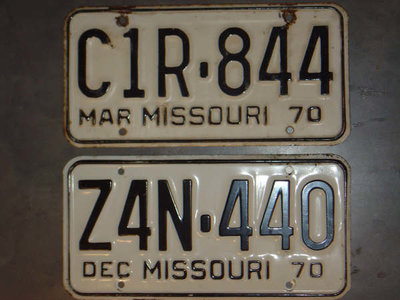 C1R·844
MAR MISSOURI 70
Z4N·440
DEC MISSOURI 70